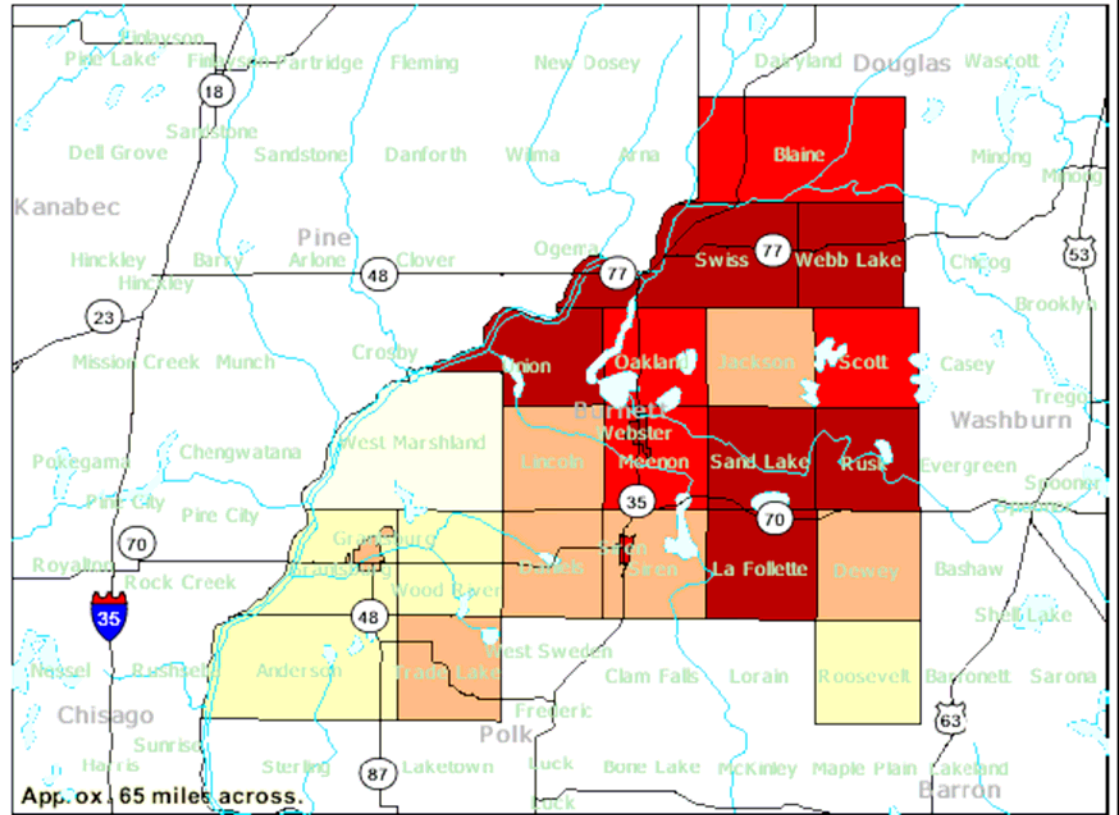 Finlayson
Pine Lake Finlayson Partridge Fleming New Dosey Dairyland Douglas Wascott
18
Sandstone
Dell Grove Sandstone Danforth Wilma Arna Blaine Minong
Minong
Kanabec
Pine
Hinckley Barry Arlone Clover Ogema Swiss 77 Webb Lake Chicog 53
48 77
Hinckley
Brooklyn
23
Mission Creek Munch Crosby Union Oakland Jackson Scott Casey
Trego
Burnett Washburn
Webster
Chengwatana West Marshland
Pokegama Lincoln Meenon Sand Lake Rusk Evergreen
Spooner
Pine City 35 Spooner
Pine City 70
70 Grantsburg Siren
Royalton Grantsburg Daniels Siren La Follette Dewey Bashaw
Rock Creek Wood River
35 48 Shell Lake
West Sweden
Nessel Rushseba Anderson Trade Lake Clam Falls Lorain Roosevelt Barronett Sarona
Chisago Frederic 63
Polk
Sunrise
Harris Sterling 87 Laketown Luck Bone Lake McKinley Maple Plain Lakeland
Barron
Approx. 65 miles across.
Luck